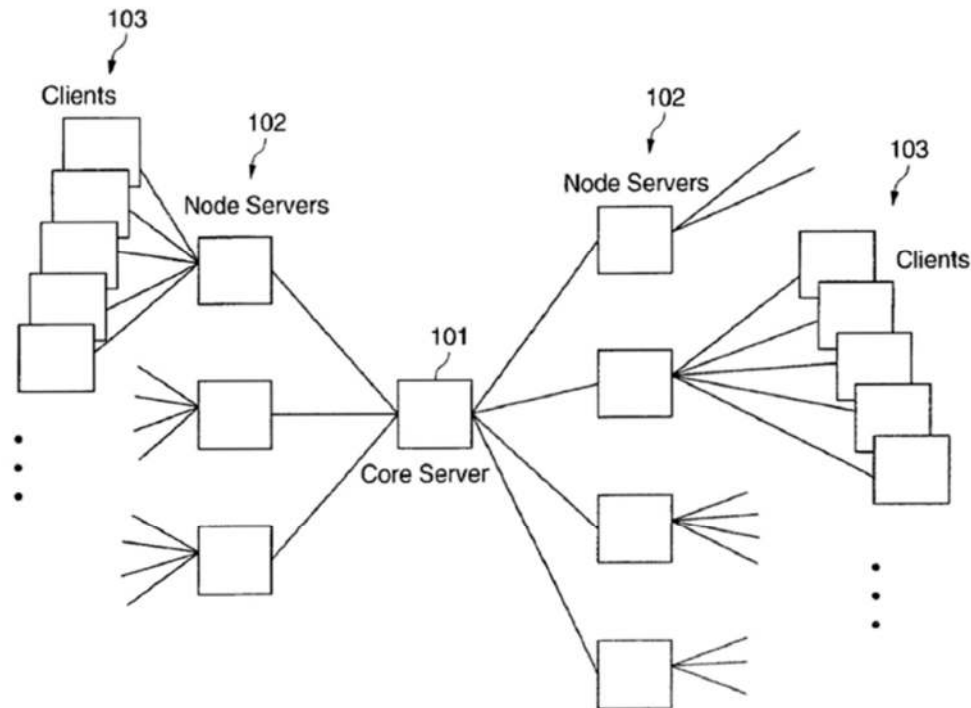 103
Clients
102
Node Servers
102
Node Servers
103
Clients
101
Core Server